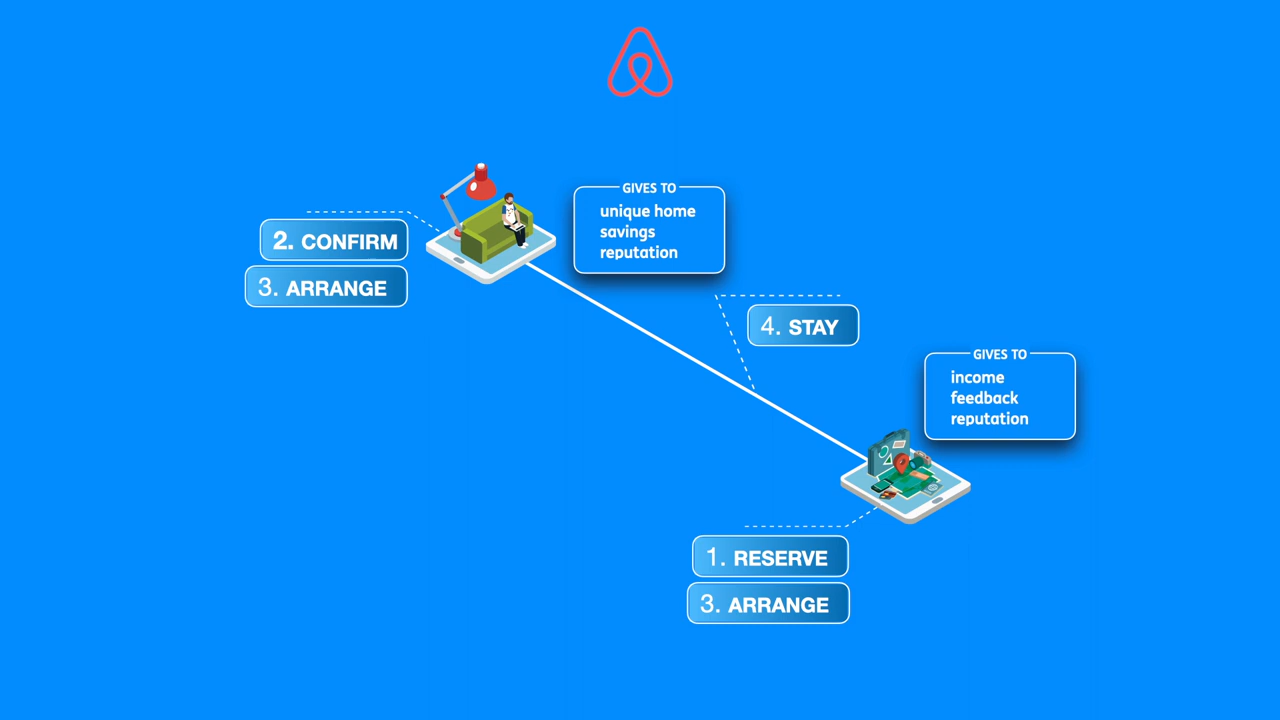 GIVES TO
unique home
savings
reputation
2. CONFIRM
3. ARRANGE
4. STAY
GIVES TO
income
feedback
reputation
1. RESERVE
3. ARRANGE